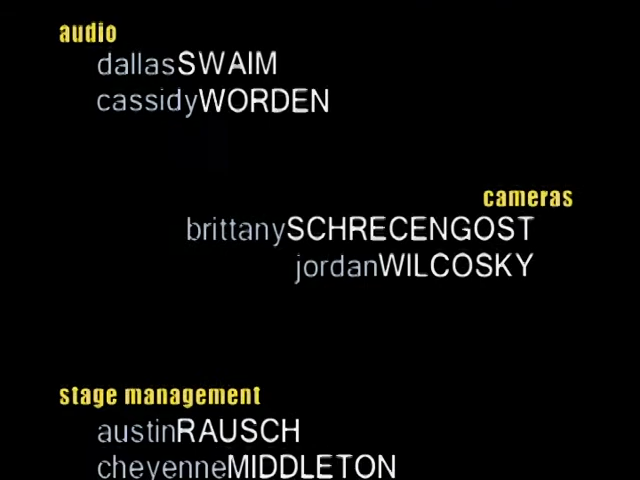 audio
dallasSWAIM
cassidyWORDEN
cameras
brittanySCHRECENGOST
jordanWILCOSKY
stage management
austinRAUSCH
cheyenneMIDDLETON